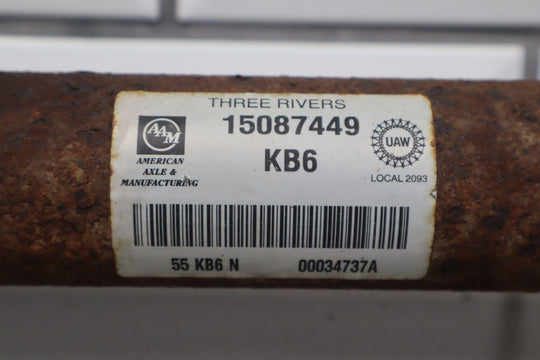 THREE RIVERS
AAM
15087449
UAW
AMERICAN
AXLE &
MANUFACTURING
KB6
LOCAL 2093
55 KB6 N
00034737A